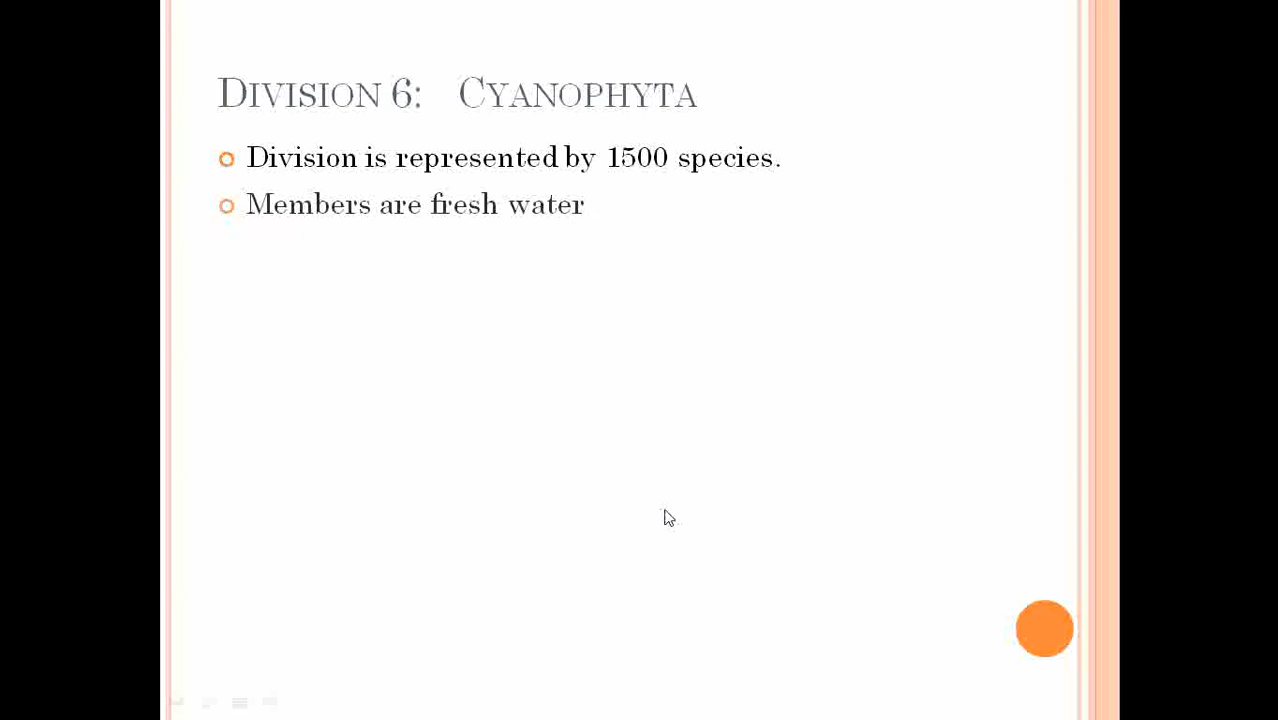 DIVISION 6: CYANOPHYTA
Division is represented by 1500 species.
Members are fresh water